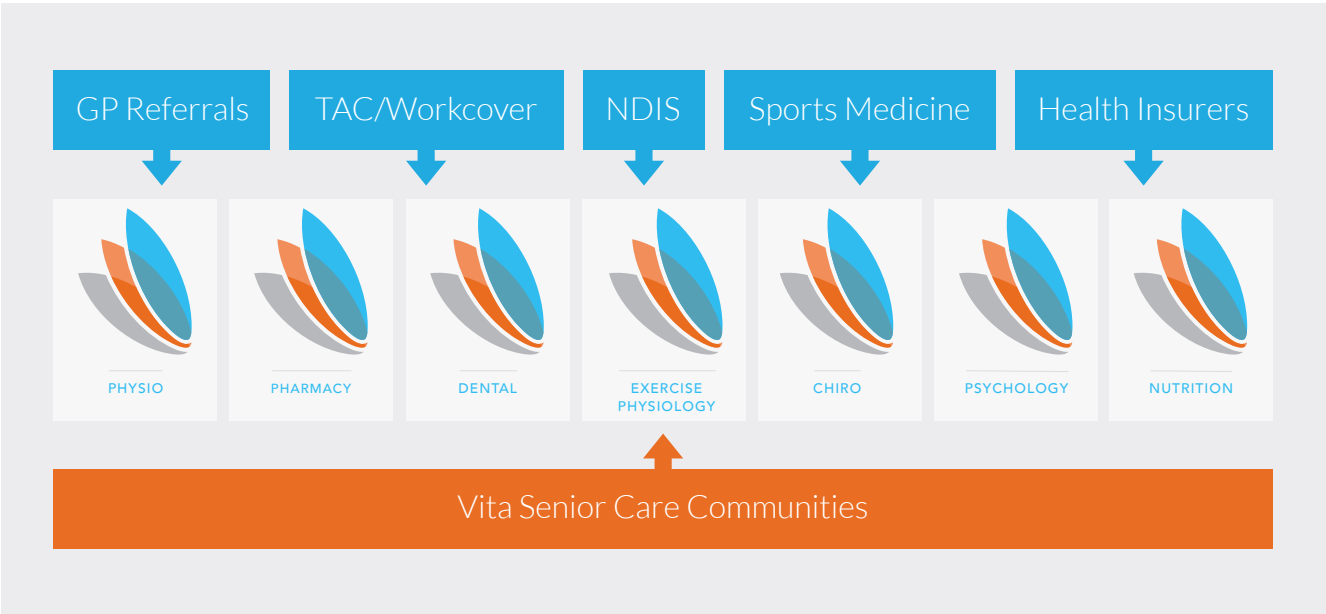 GP Referrals
TAC/Workcover
NDIS
Sports Medicine
Health Insurers
PHYSIO
PHARMACY
DENTAL
EXERCISE
PHYSIOLOGY
CHIRO
PSYCHOLOGY
NUTRITION
Vita Senior Care Communities